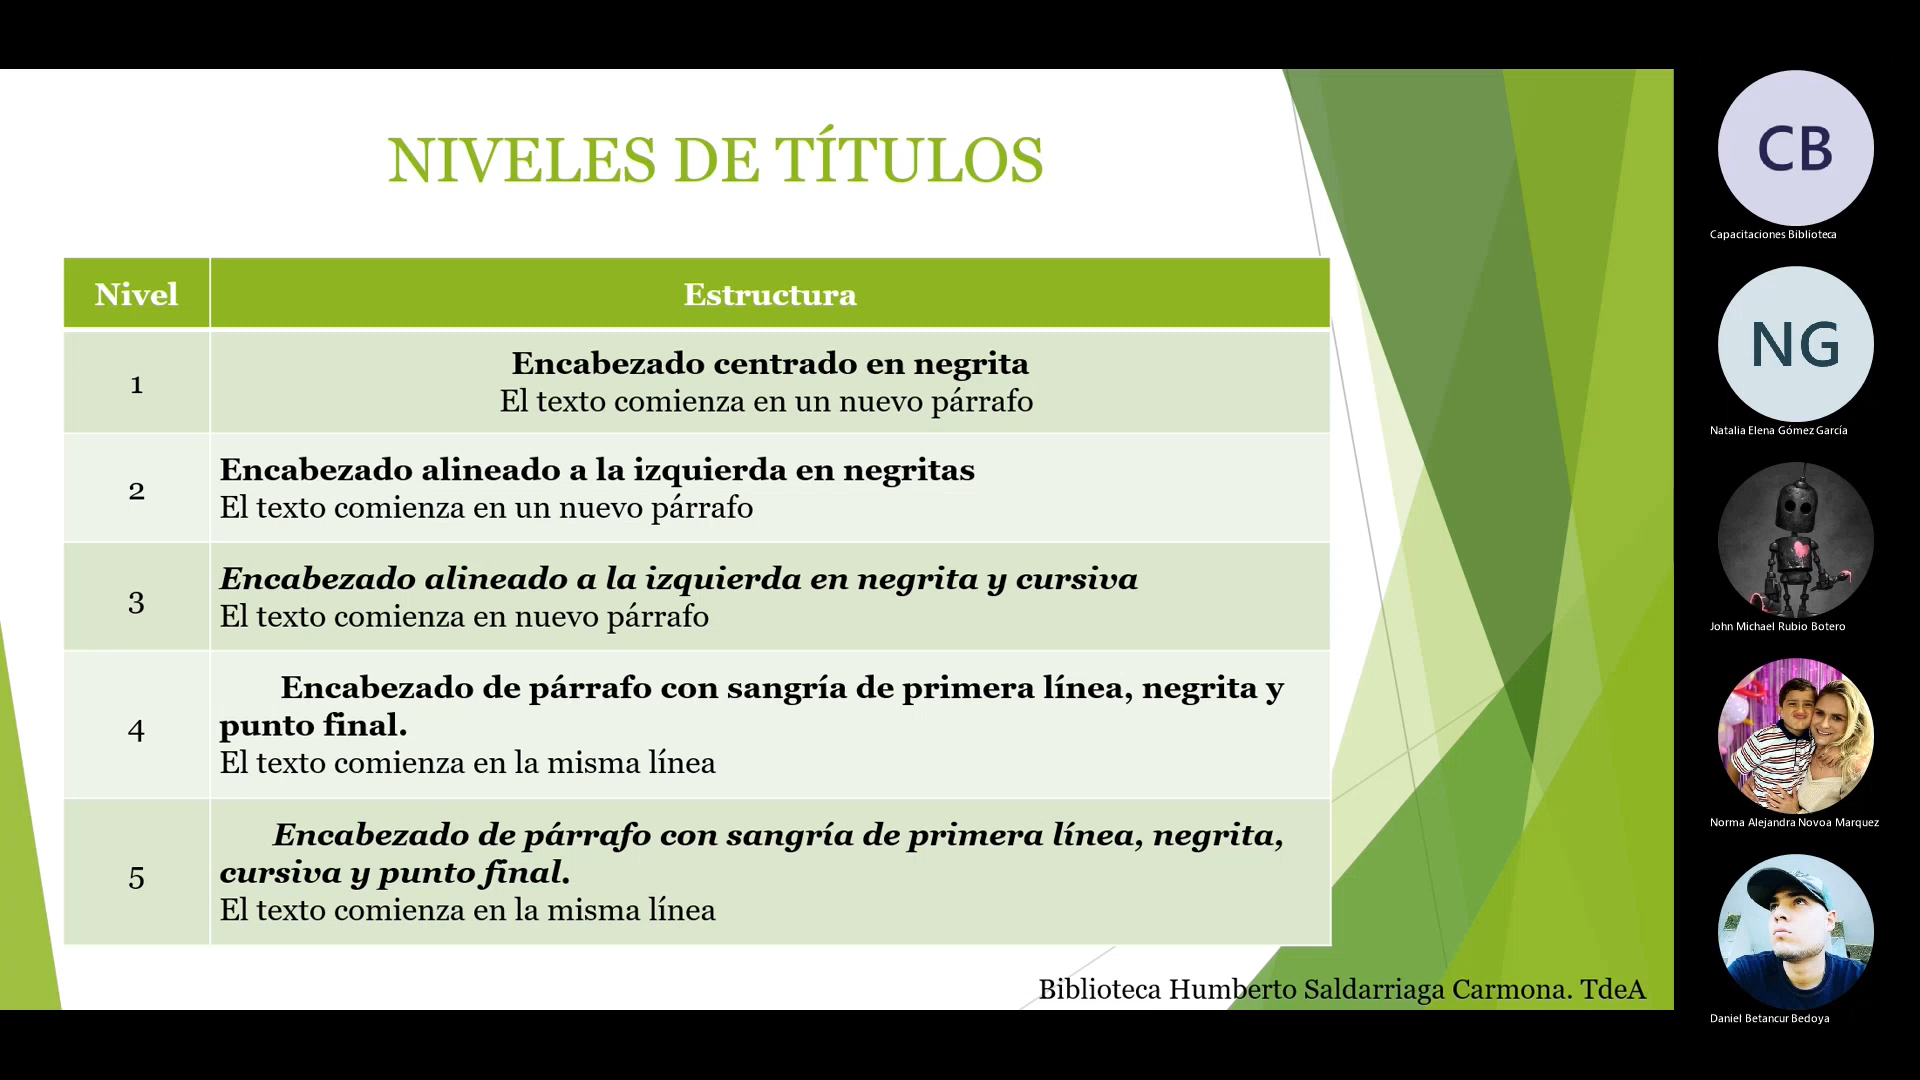 NIVELES DE TÍTULOS
Nivel
Estructura
1
Encabezado centrado en negrita
El texto comienza en un nuevo párrafo
2
Encabezado alineado a la izquierda en negritas
El texto comienza en un nuevo párrafo
3
Encabezado alineado a la izquierda en negrita y cursiva
El texto comienza en nuevo párrafo
4
Encabezado de párrafo con sangría de primera línea, negrita y
punto final.
El texto comienza en la misma línea
5
Encabezado de párrafo con sangría de primera línea, negrita,
cursiva y punto final.
El texto comienza en la misma línea
Biblioteca Humberto Saldarriaga Carmona. TdeA
CB
Capacitaciones Biblioteca
NG
Natalia Elena Gómez García
John Michael Rubio Botero
Norma Alejandra Novoa Marquez
Daniel Betancur Bedoya